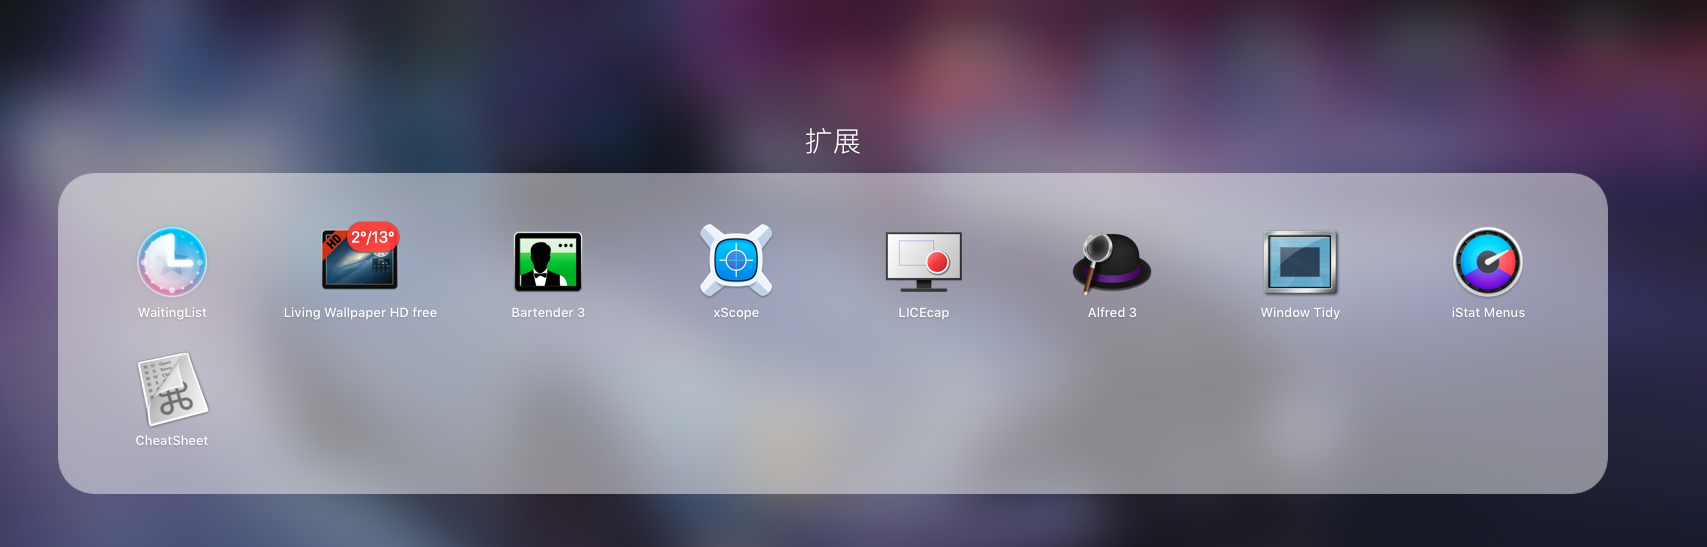 扩展
HD
2°/13°
WaitingList
Living Wallpaper HD free
Bartender 3
xScope
LICEcap
Alfred 3
Window Tidy
iStat Menus
CheatSheet